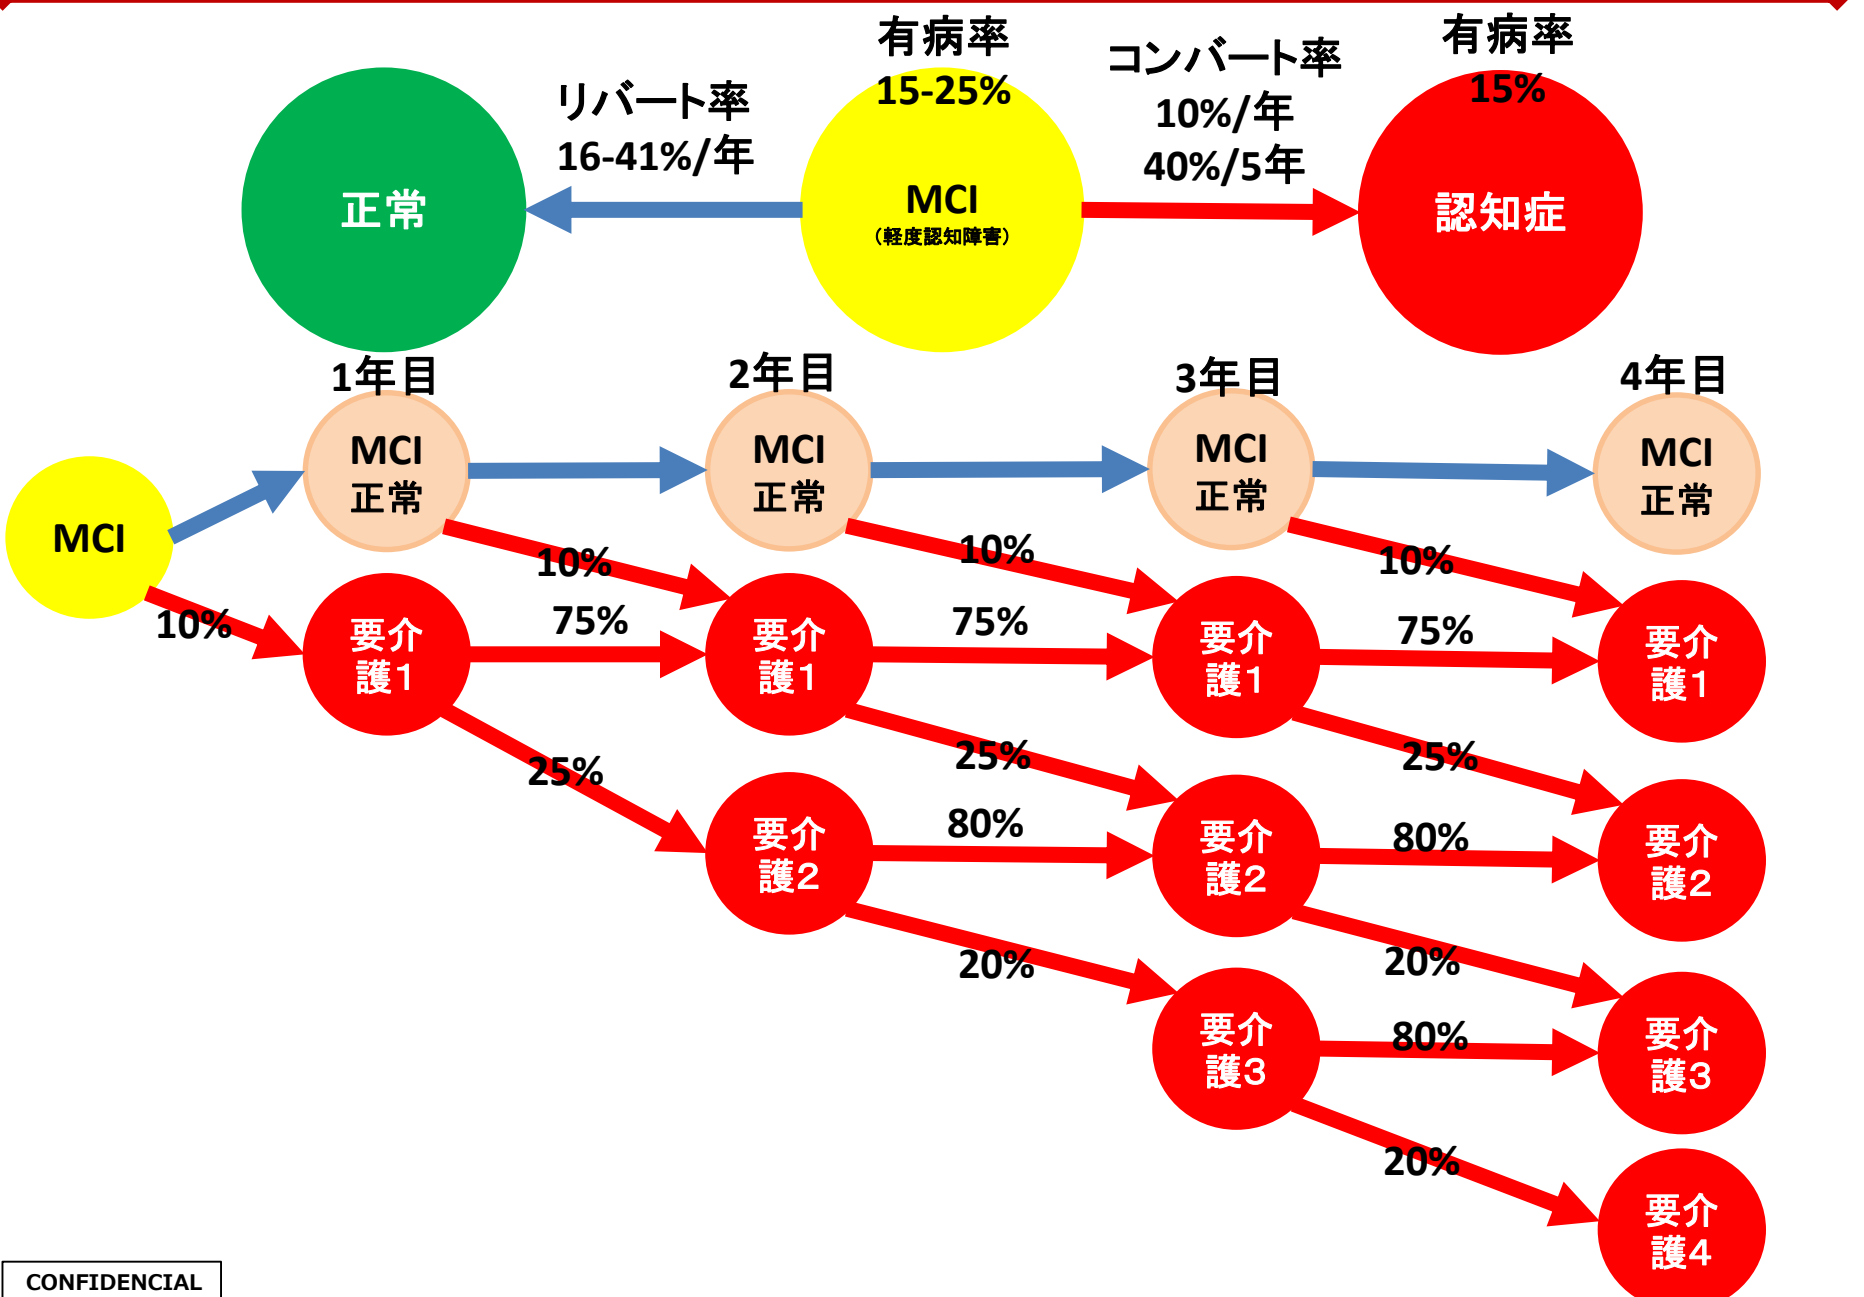 有病率
15-25%
コンバート率
10%/年
40%/5年
有病率
15%
リバート率
16-41%/年
正常
MCI
（軽度認知障害）
認知症
1年目
2年目
3年目
4年目
MCI
正常
MCI
正常
MCI
正常
MCI
正常
MCI
10%
10%
10%
10%
要介
護1
75%
要介
護1
75%
要介
護1
75%
要介
護1
25%
25%
25%
要介
護2
80%
要介
護2
80%
要介
護2
20%
20%
要介
護3
80%
要介
護3
20%
要介
護4
CONFIDENCIAL